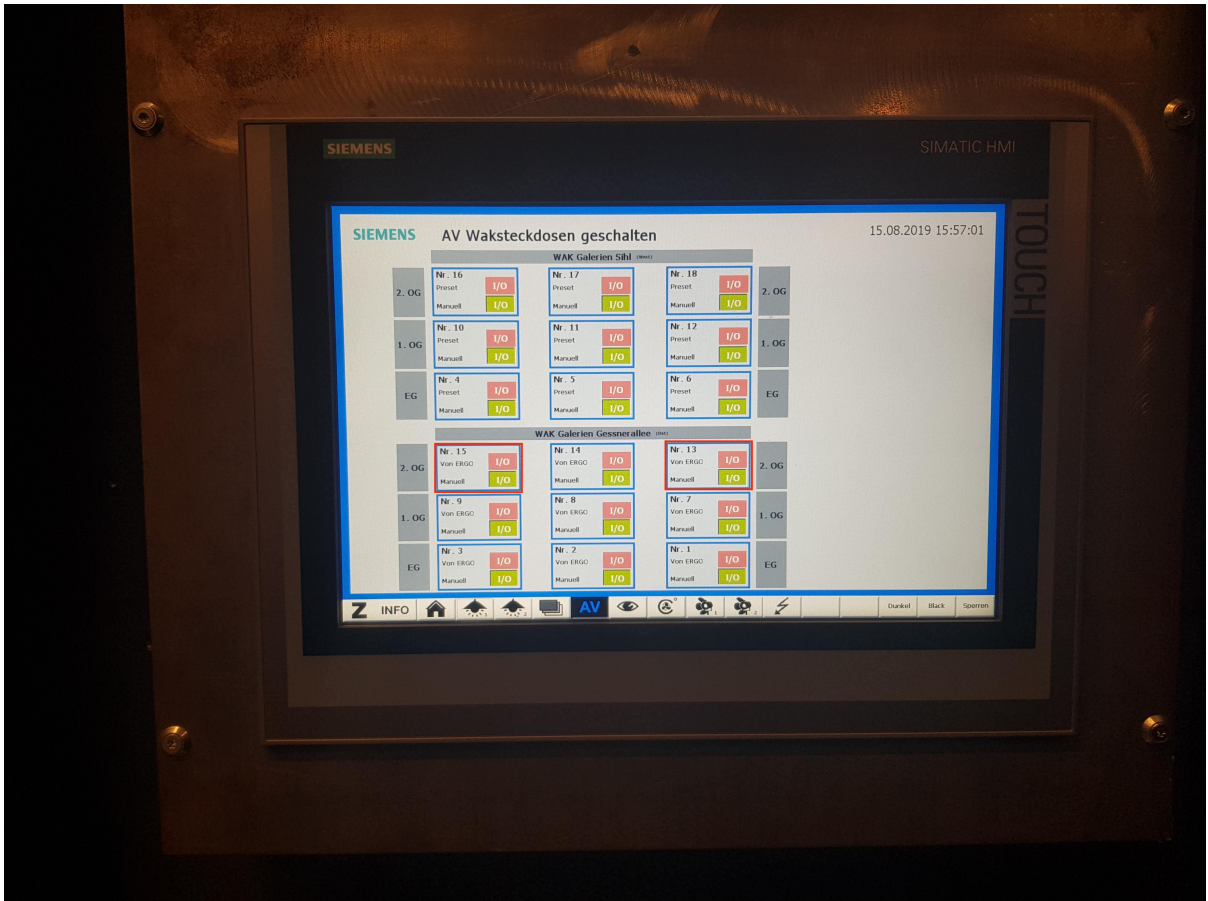 SIEMENS
SIMATIC HMI
TOUCH
SIEMENS AV Waksteckdosen geschalten 15.08.2019 15:57:01
WAK Galerien Sihl (West)
Nr. 16 Nr. 17 Nr. 18
2. OG Preset I/O Preset I/O Preset I/O 2. OG
Manuell I/O Manuell I/O Manuell I/O
Nr. 10 Nr. 11 Nr. 12
1. OG Preset I/O Preset I/O Preset I/O 1. OG
Manuell I/O Manuell I/O Manuell I/O
Nr. 4 Nr. 5 Nr. 6
EG Preset I/O Preset I/O Preset I/O EG
Manuell I/O Manuell I/O Manuell I/O
WAK Galerien Gessnerallee (Ost)
Nr. 15 Nr. 14 Nr. 13
2. OG Von ERGO I/O Von ERGO I/O Von ERGO I/O 2. OG
Manuell I/O Manuell I/O Manuell I/O
Nr. 9 Nr. 8 Nr. 7
1. OG Von ERGO I/O Von ERGO I/O Von ERGO I/O 1. OG
Manuell I/O Manuell I/O Manuell I/O
Nr. 3 Nr. 2 Nr. 1
EG Von ERGO I/O Von ERGO I/O Von ERGO I/O EG
Manuell I/O Manuell I/O Manuell I/O
Z INFO 1 2 AV 1 2 Dunkel Black Sperren